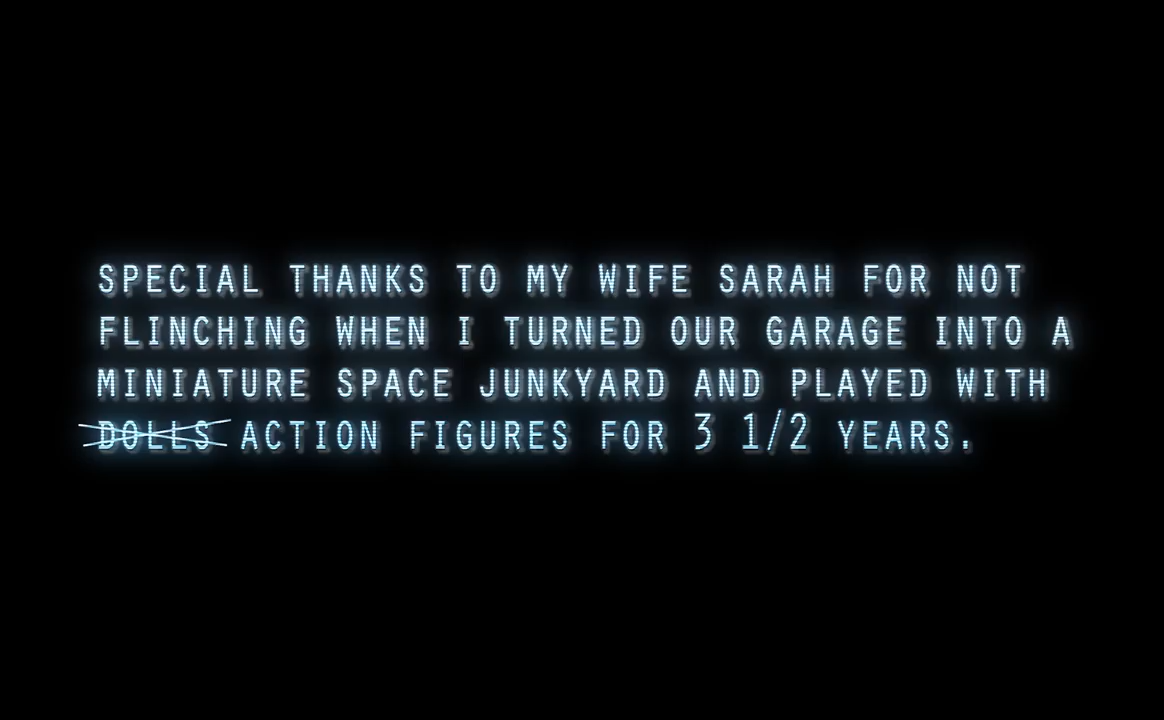 SPECIAL THANKS TO MY WIFE SARAH FOR NOT
FLINCHING WHEN I TURNED OUR GARAGE INTO A
MINIATURE SPACE JUNKYARD AND PLAYED WITH
DOLLS ACTION FIGURES FOR 3 1/2 YEARS.